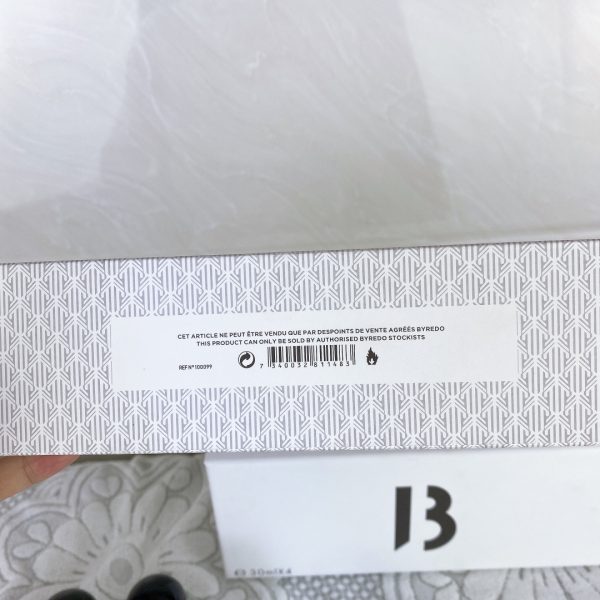 CET ARTICLE NE PEUT ÊTRE VENDU QUE PAR DESPOINTS DE VENTE AGRÉÉS BYREDO
THIS PRODUCT CAN ONLY BE SOLD BY AUTHORISED BYREDO STOCKISTS
REF N°100099
7 340032 811483
B